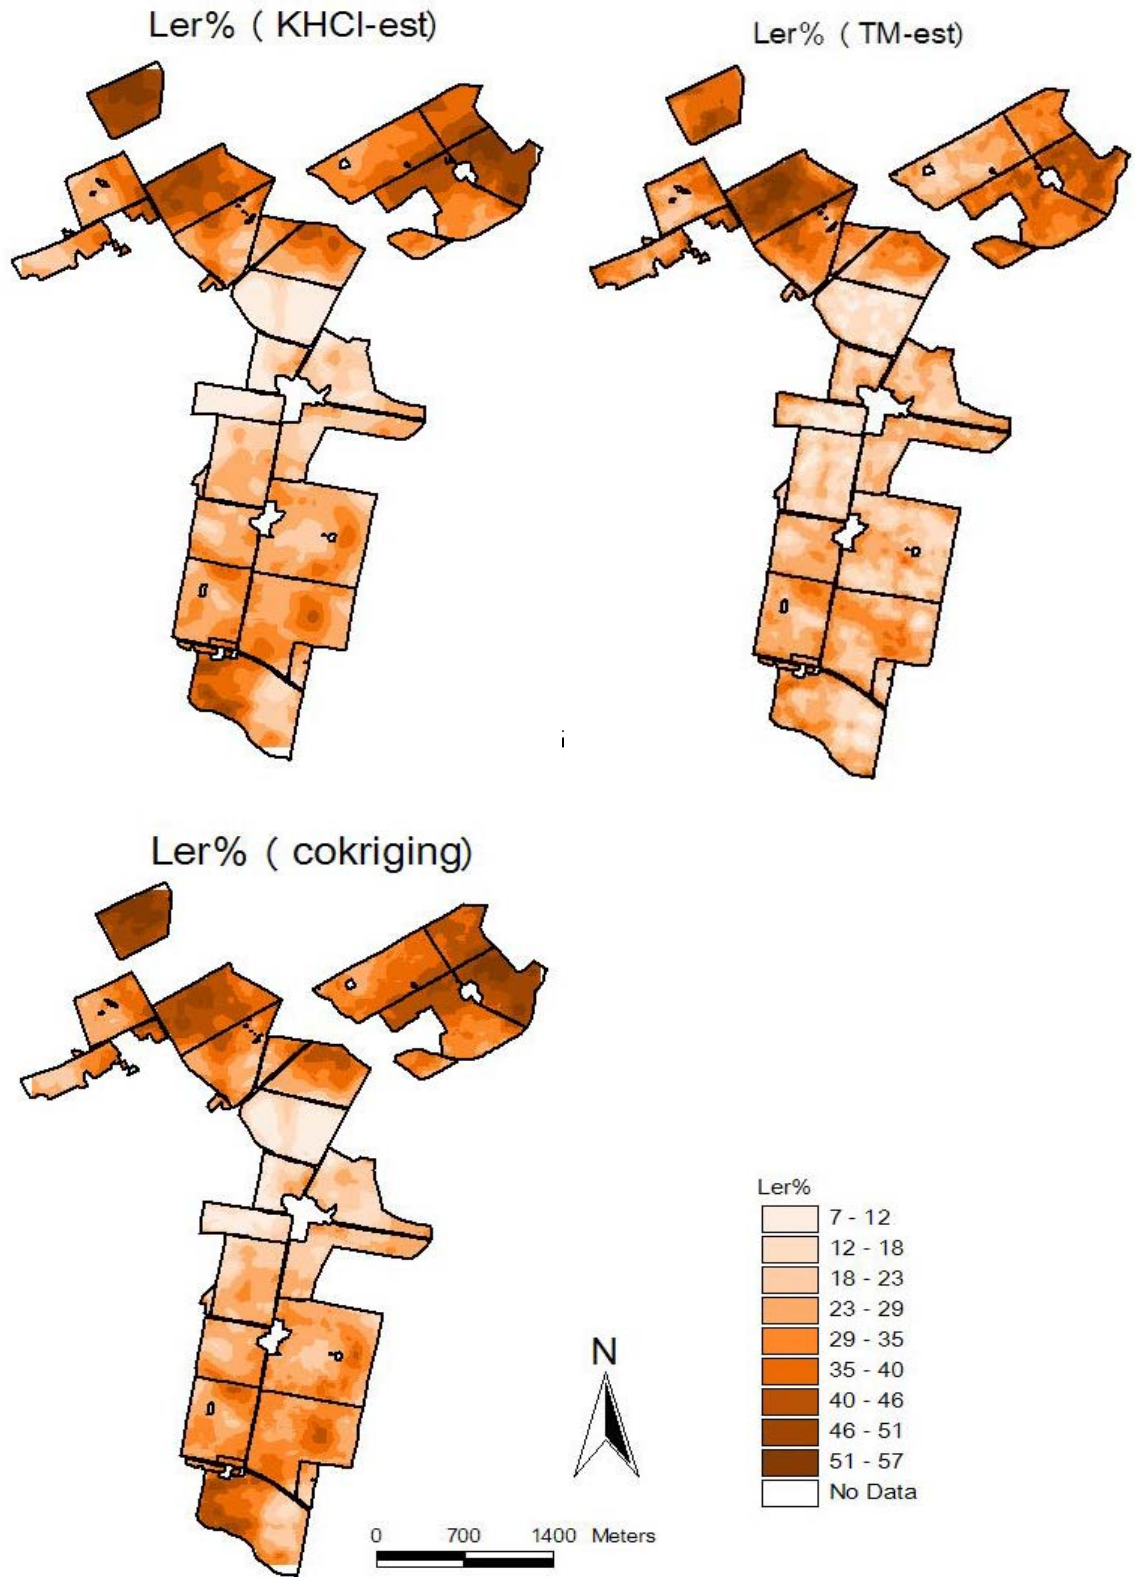 Ler% ( KHCl-est)
Ler% ( TM-est)
i
Ler% ( cokriging)
Ler%
7 - 12
12 - 18
18 - 23
23 - 29
29 - 35
35 - 40
40 - 46
46 - 51
51 - 57
No Data
N
0 700 1400 Meters